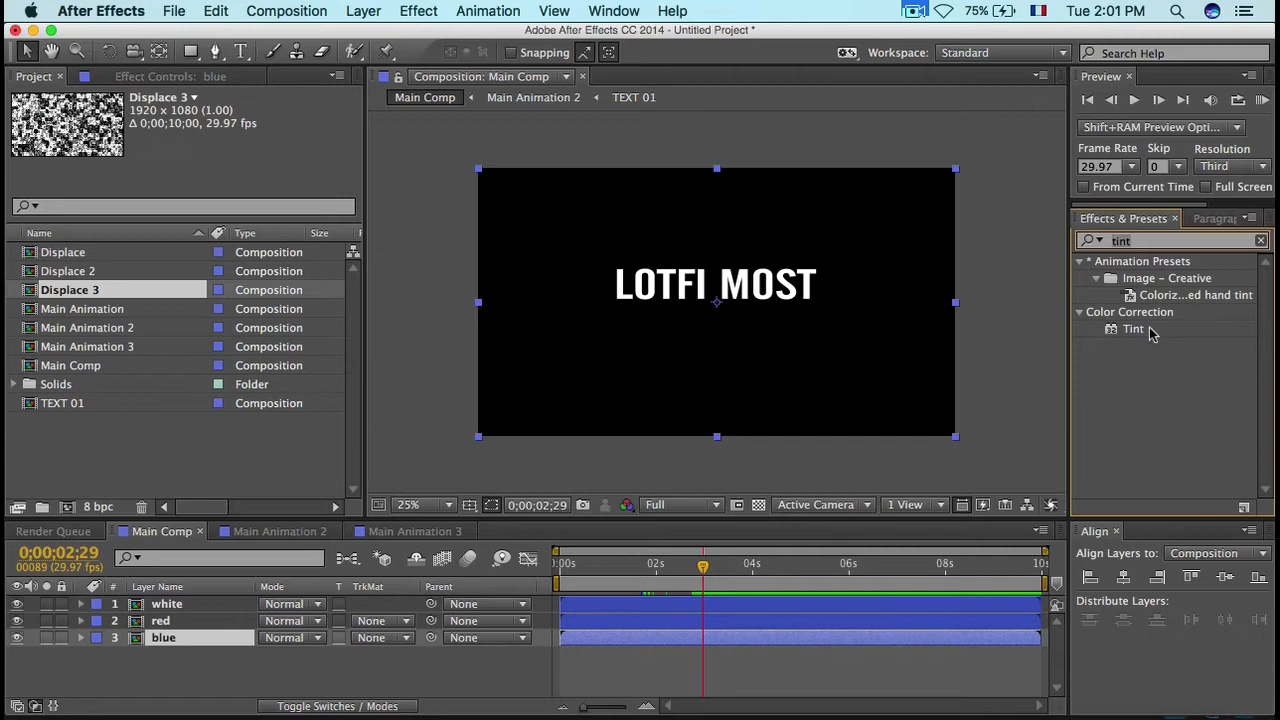 After Effects File Edit Composition Layer Effect Animation View Window Help 75% Tue 2:01 PM
Adobe After Effects CC 2014 - Untitled Project *
Snapping Workspace: Standard Search Help
Project × Effect Controls: blue
Displace 3
1920 x 1080 (1.00)
Δ 0;00;10;00, 29.97 fps
Name Type Size
Displace Composition
Displace 2 Composition
Displace 3 Composition
Main Animation Composition
Main Animation 2 Composition
Main Animation 3 Composition
Main Comp Composition
Solids Folder
TEXT 01 Composition
8 bpc
Composition: Main Comp ×
Main Comp Main Animation 2 TEXT 01
LOTFI MOST
25% 0;00;02;29 Full Active Camera 1 View
Preview ×
Shift+RAM Preview Opti...
Frame Rate Skip Resolution
29.97 0 Third
From Current Time Full Screen
Effects & Presets × Paragra
tint
* Animation Presets
Image – Creative
Coloriz...ed hand tint
Color Correction
32 Tint
Render Queue Main Comp × Main Animation 2 Main Animation 3
0;00;02;29
00089 (29.97 fps)
# Layer Name Mode T TrkMat Parent
1 white Normal None
2 red Normal None None
3 blue Normal None None
:00s 02s 04s 06s 08s 10s
Toggle Switches / Modes
Align ×
Align Layers to: Composition
Distribute Layers: